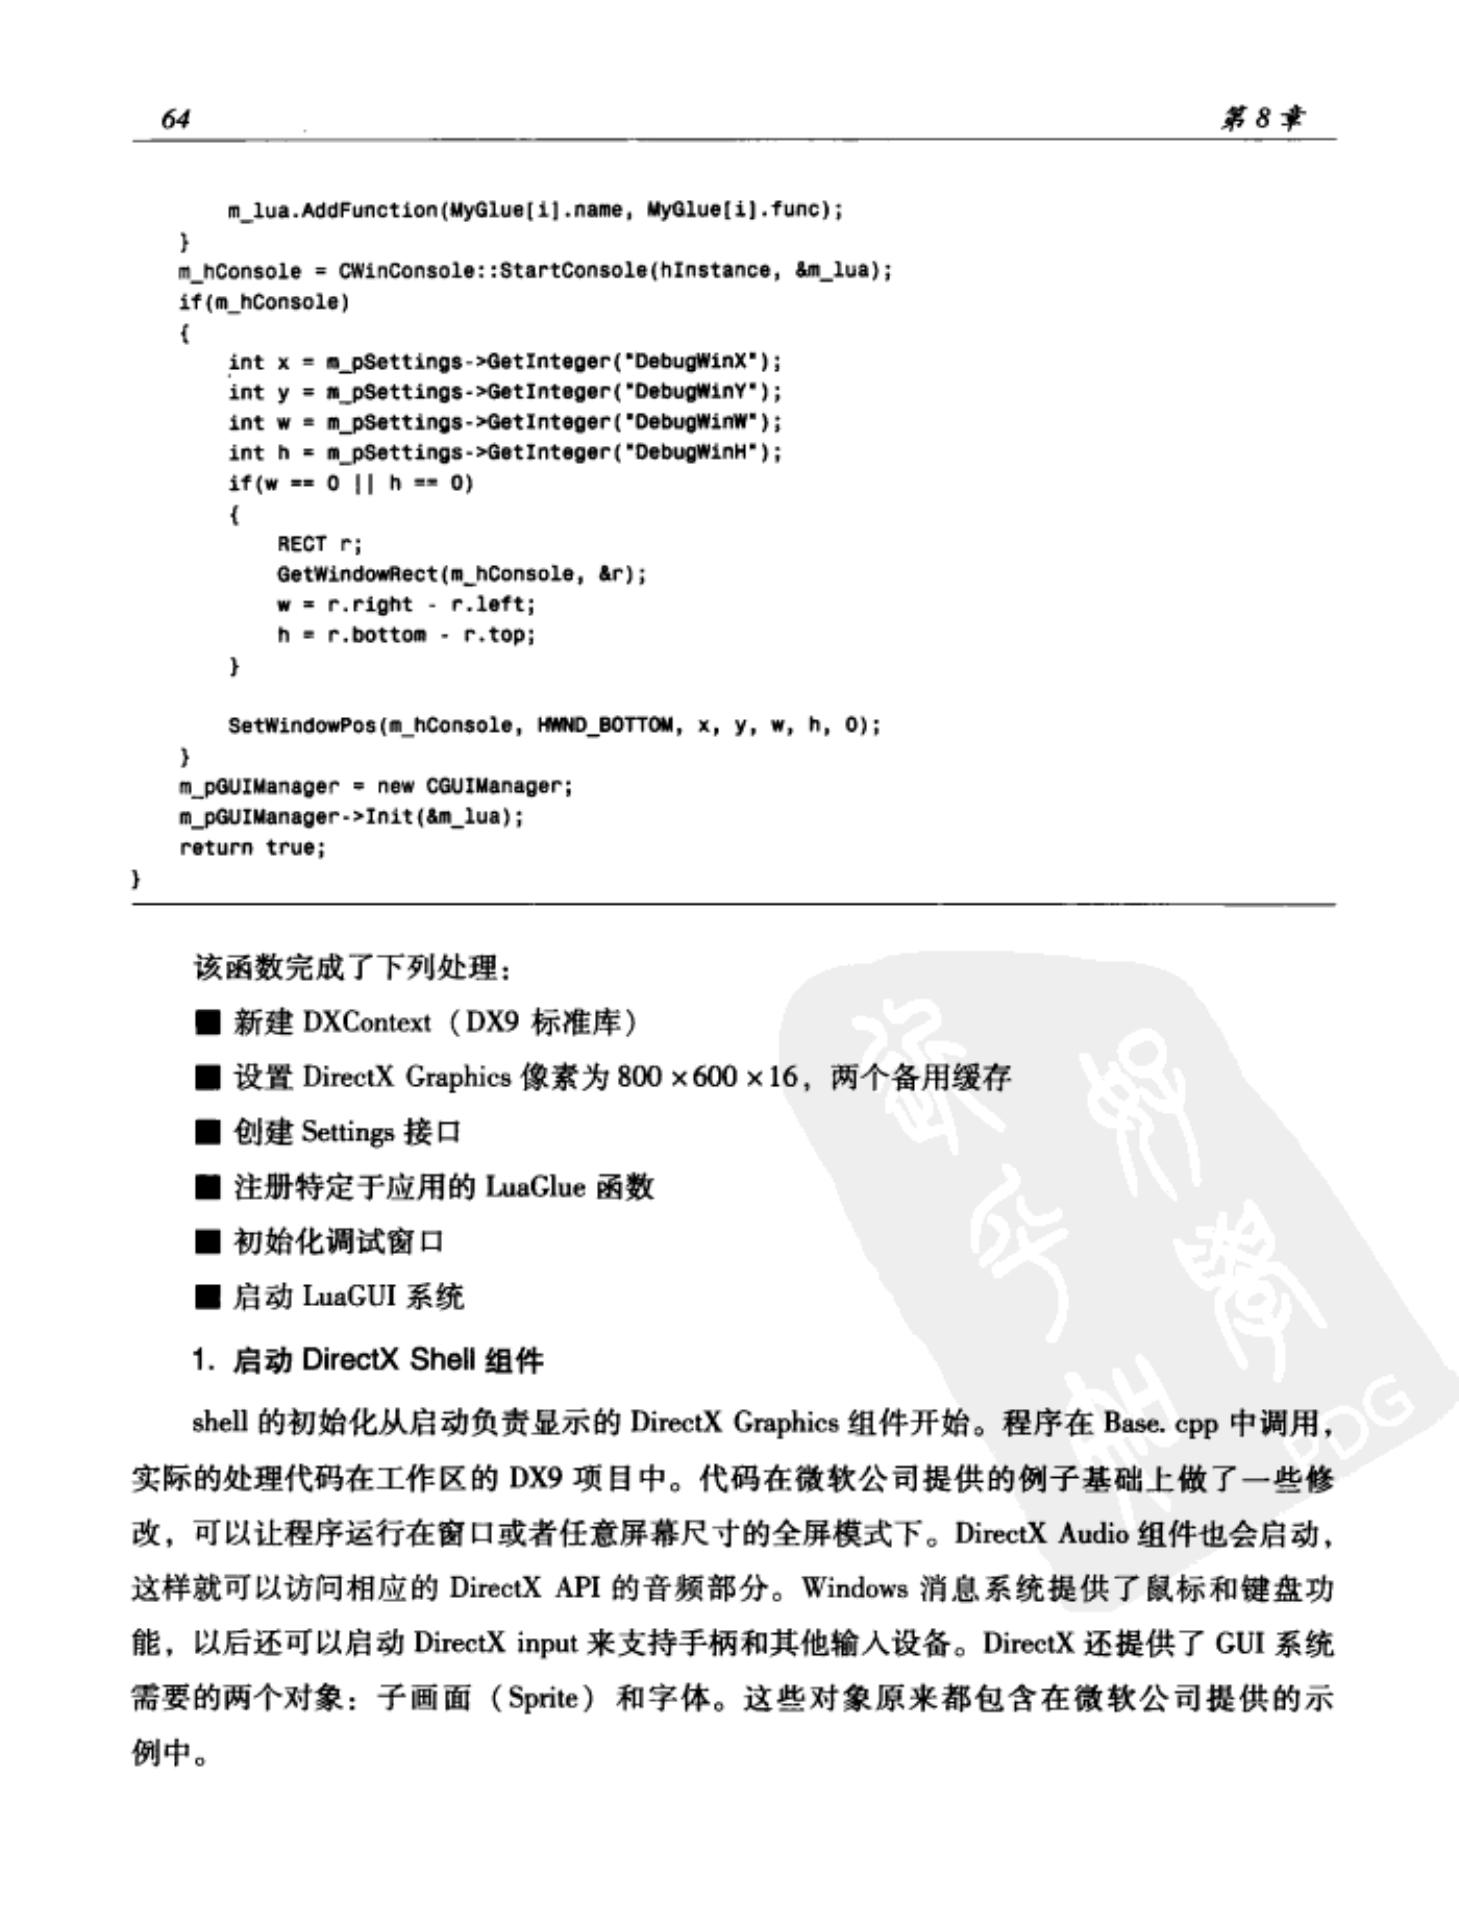 64 第8章
m_lua.AddFunction(MyGlue[i].name, MyGlue[i].func);
}
m_hConsole = CWinConsole::StartConsole(hInstance, &m_lua);
if(m_hConsole)
{
int x = m_pSettings->GetInteger("DebugWinX");
int y = m_pSettings->GetInteger("DebugWinY");
int w = m_pSettings->GetInteger("DebugWinW");
int h = m_pSettings->GetInteger("DebugWinH");
if(w == 0 || h == 0)
{
RECT r;
GetWindowRect(m_hConsole, &r);
w = r.right - r.left;
h = r.bottom - r.top;
}
SetWindowPos(m_hConsole, HWND_BOTTOM, x, y, w, h, 0);
}
m_pGUIManager = new CGUIManager;
m_pGUIManager->Init(&m_lua);
return true;
}
该函数完成了下列处理：
■ 新建 DXContext（DX9 标准库）
■ 设置 DirectX Graphics 像素为 800×600×16，两个备用缓存
■ 创建 Settings 接口
■ 注册特定于应用的 LuaGlue 函数
■ 初始化调试窗口
■ 启动 LuaGUI 系统
1. 启动 DirectX Shell 组件
shell 的初始化从启动负责显示的 DirectX Graphics 组件开始。程序在 Base. cpp 中调用，
实际的处理代码在工作区的 DX9 项目中。代码在微软公司提供的例子基础上做了一些修
改，可以让程序运行在窗口或者任意屏幕尺寸的全屏模式下。DirectX Audio 组件也会启动，
这样就可以访问相应的 DirectX API 的音频部分。Windows 消息系统提供了鼠标和键盘功
能，以后还可以启动 DirectX input 来支持手柄和其他输入设备。DirectX 还提供了 GUI 系统
需要的两个对象：子画面（Sprite）和字体。这些对象原来都包含在微软公司提供的示
例中。
PDG